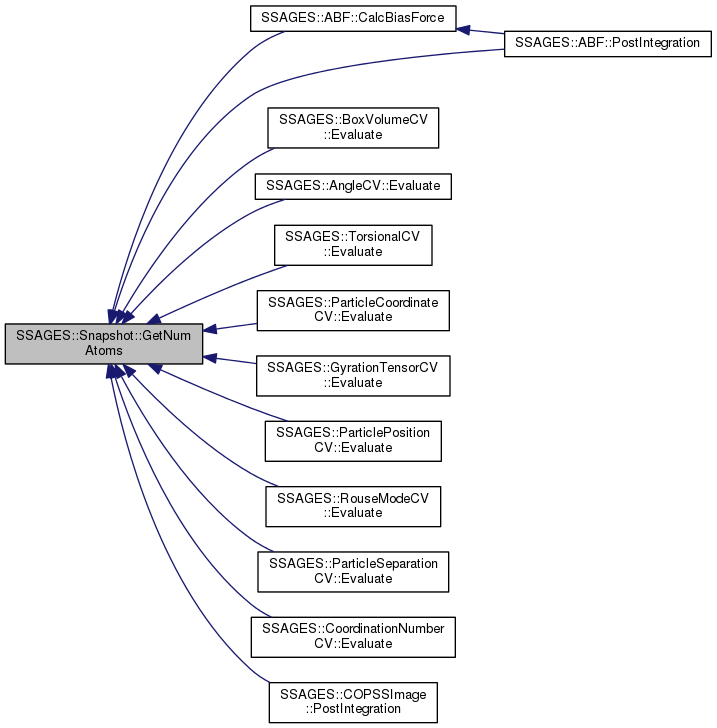 SSAGES::ABF::CalcBiasForce
SSAGES::ABF::PostIntegration
SSAGES::BoxVolumeCV
::Evaluate
SSAGES::AngleCV::Evaluate
SSAGES::TorsionalCV
::Evaluate
SSAGES::ParticleCoordinate
CV::Evaluate
SSAGES::Snapshot::GetNum
Atoms
SSAGES::GyrationTensorCV
::Evaluate
SSAGES::ParticlePosition
CV::Evaluate
SSAGES::RouseModeCV
::Evaluate
SSAGES::ParticleSeparation
CV::Evaluate
SSAGES::CoordinationNumber
CV::Evaluate
SSAGES::COPSSImage
::PostIntegration